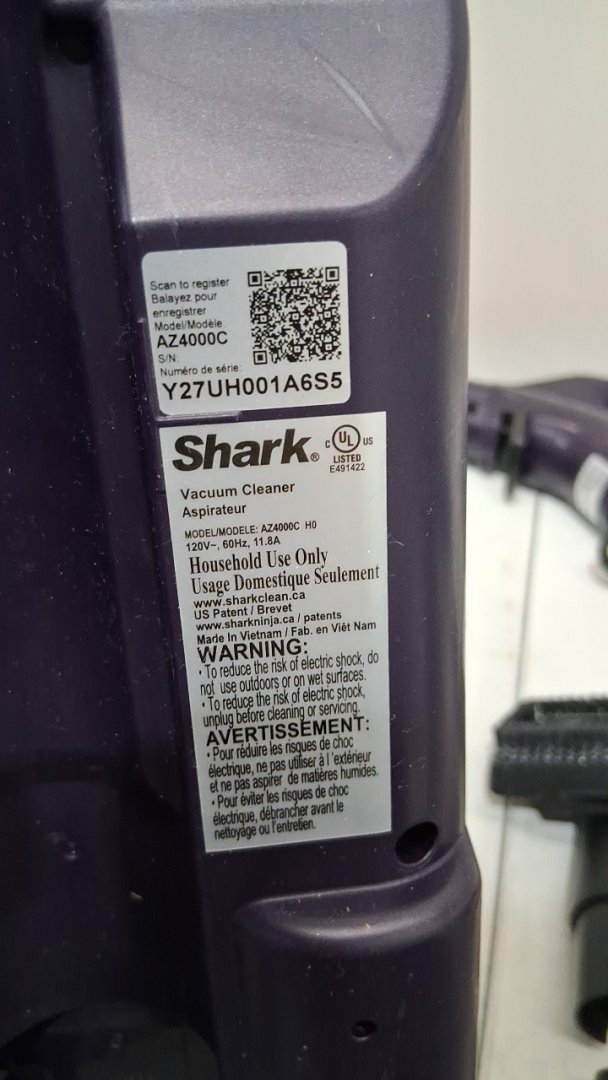 Scan to register
Balayez pour
enregistrer
Model/Modèle
AZ4000C
S/N:
Numéro de série:
Y27UH001A6S5
Shark®
C UL US
LISTED
E491422
Vacuum Cleaner
Aspirateur
MODEL/MODELE: AZ4000C H0
120V~, 60Hz, 11.8A
Household Use Only
Usage Domestique Seulement
www.sharkclean.ca
US Patent / Brevet
www.sharkninja.ca / patents
Made In Vietnam / Fab. en Viêt Nam
WARNING:
• To reduce the risk of electric shock, do
not use outdoors or on wet surfaces.
• To reduce the risk of electric shock,
unplug before cleaning or servicing.
AVERTISSEMENT:
• Pour réduire les risques de choc
électrique, ne pas utiliser à l 'extérieur
et ne pas aspirer de matières humides.
• Pour éviter les risques de choc
électrique, débrancher avant le
nettoyage ou l'entretien.